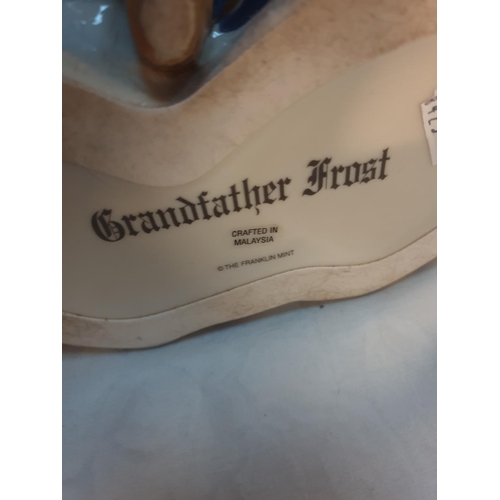 Grandfather Frost
CRAFTED IN
MALAYSIA
© THE FRANKLIN MINT